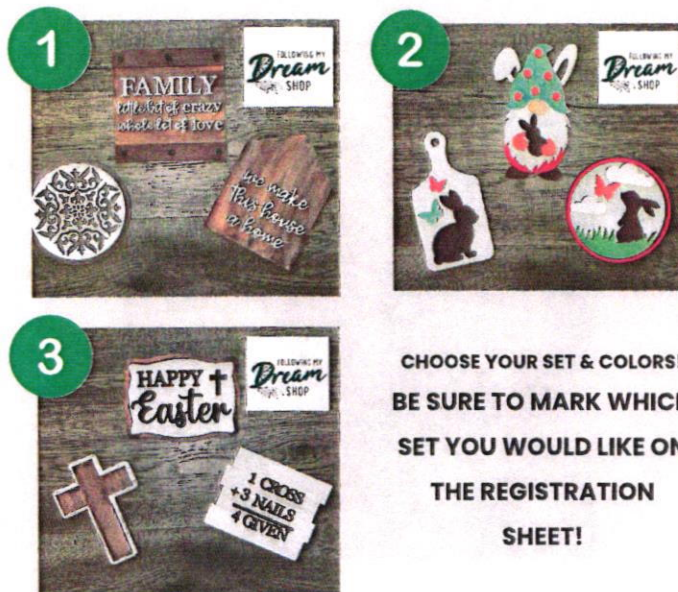 1
FOLLOWING MY
Dream
SHOP
FAMILY
little bit of crazy
whole lot of love
we make
this house
a home
2
FOLLOWING MY
Dream
SHOP
3
FOLLOWING MY
Dream
SHOP
HAPPY
Easter
1 CROSS
+3 NAILS
4 GIVEN
CHOOSE YOUR SET & COLORS!
BE SURE TO MARK WHICH
SET YOU WOULD LIKE ON
THE REGISTRATION
SHEET!